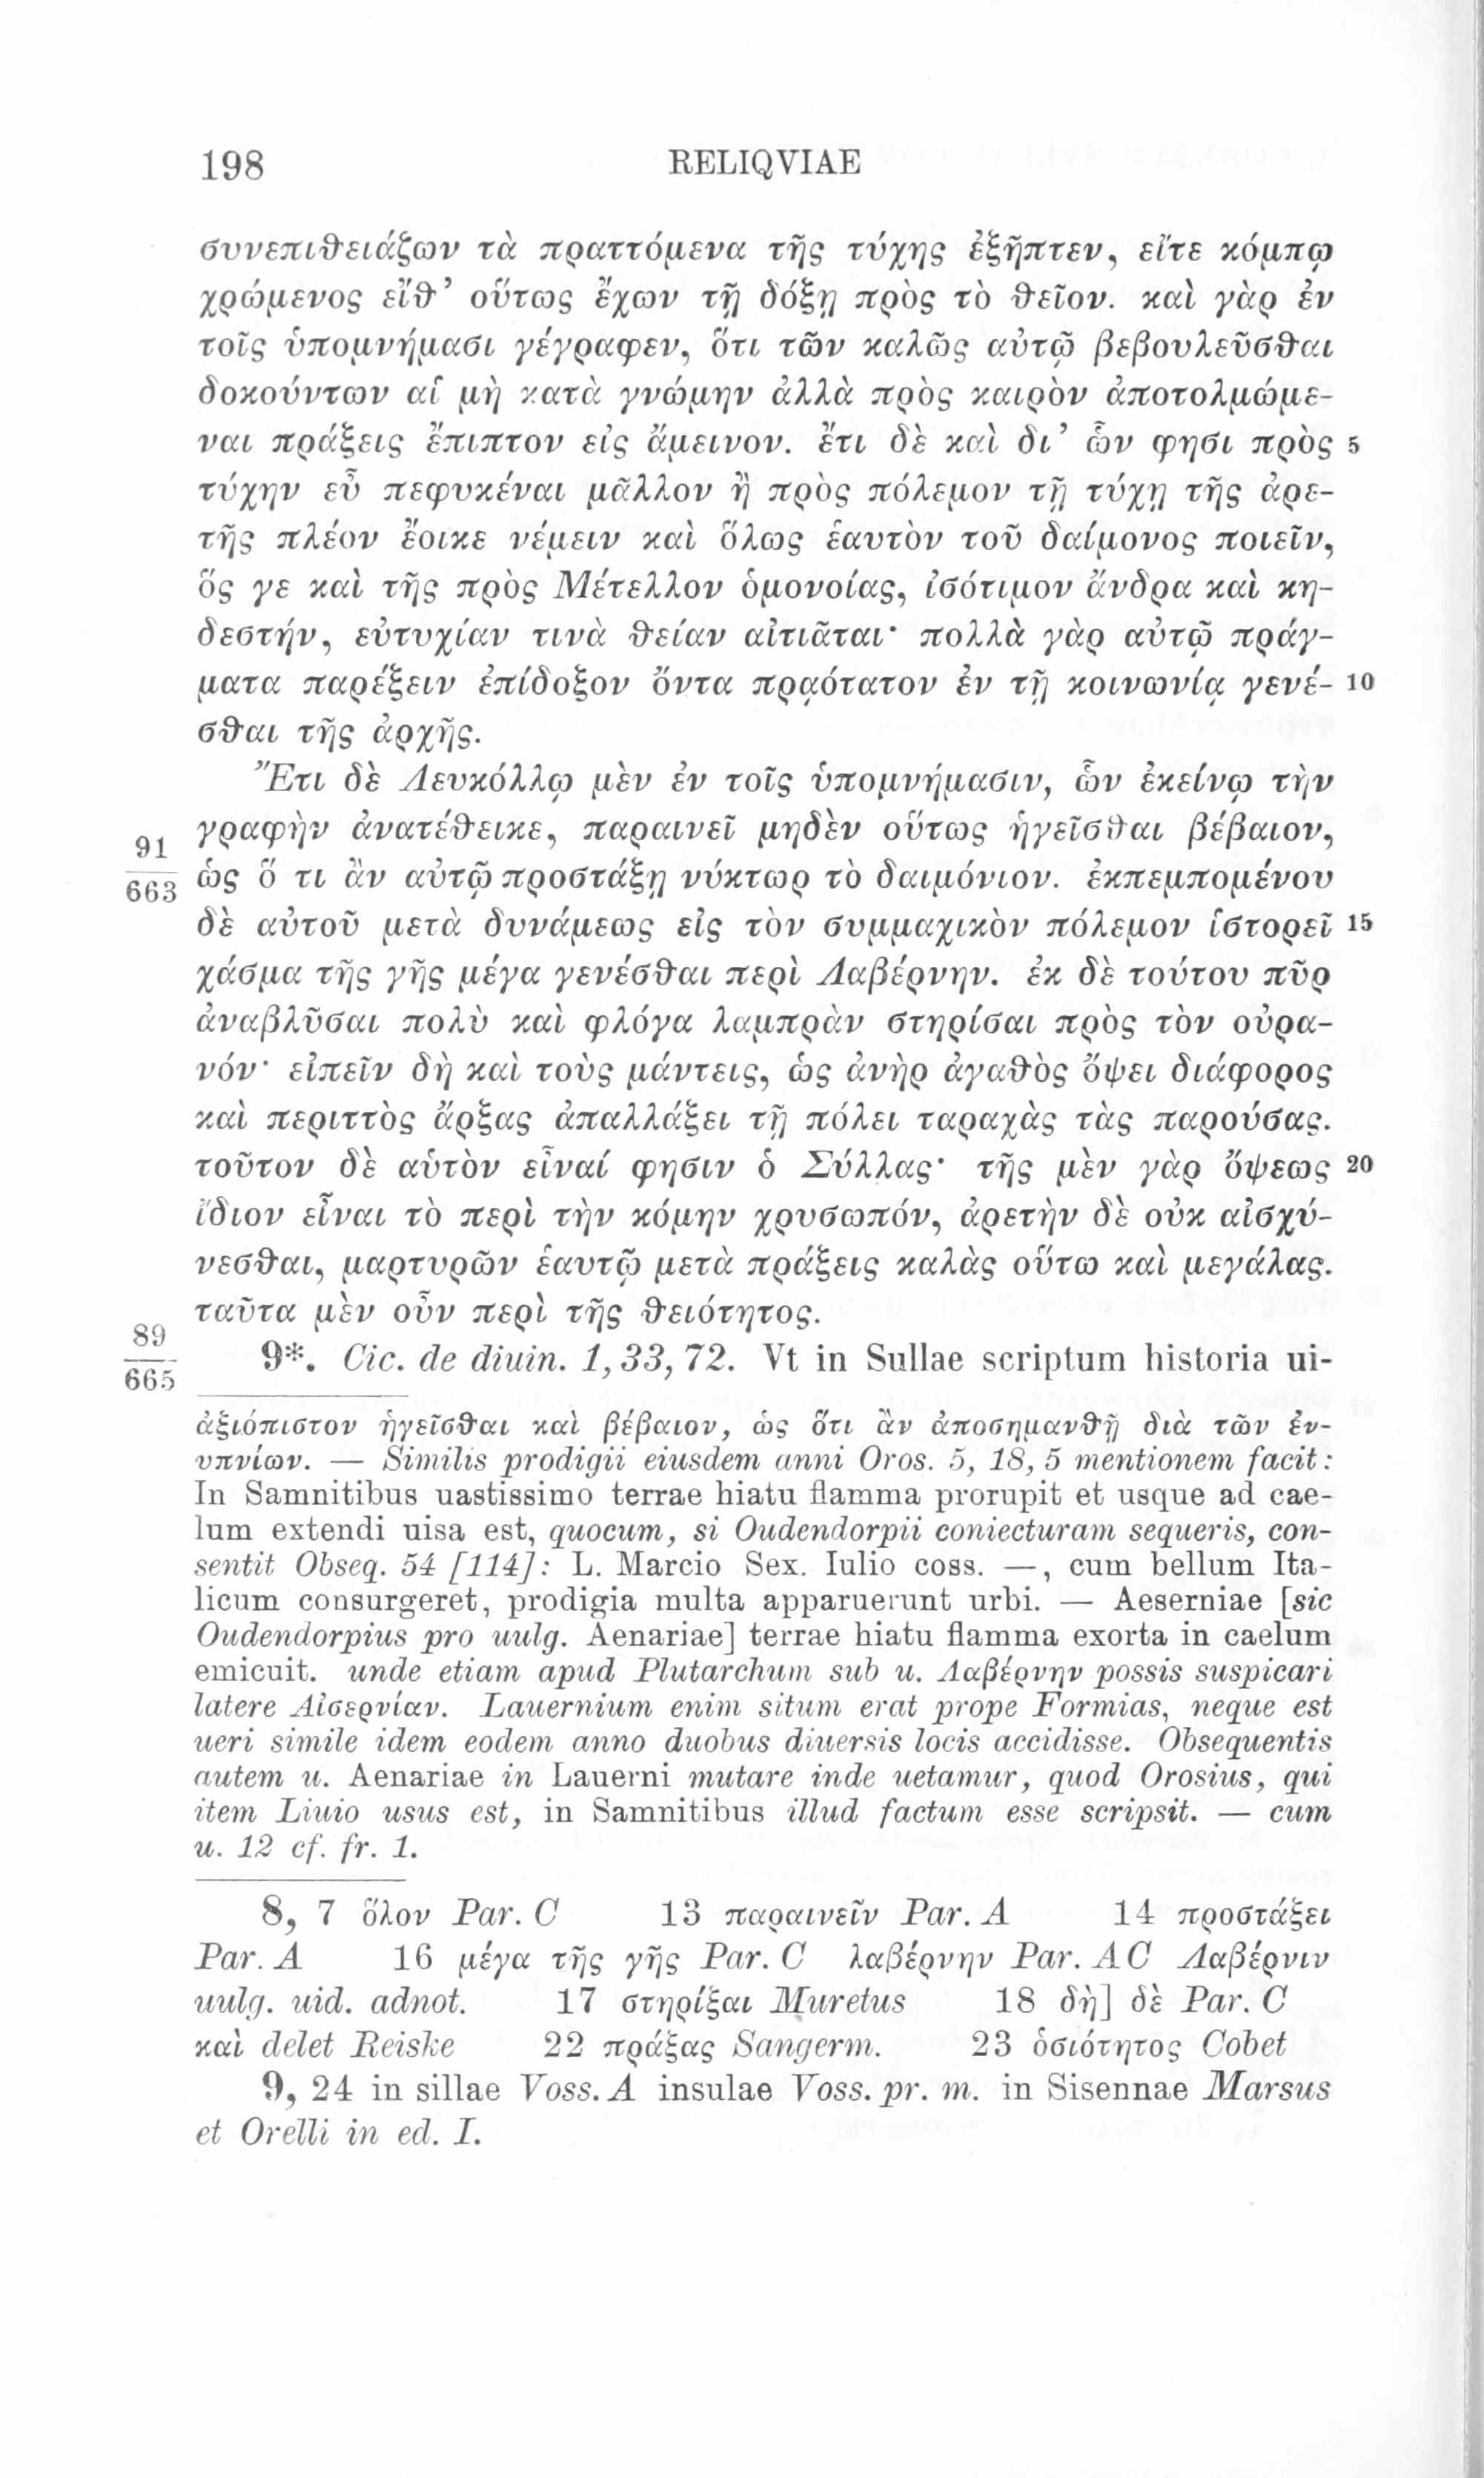 198 RELIQVIAE
συνεπιθειάζων τὰ πραττόμενα τῆς τύχης ἐξῆπτεν, εἴτε κόμπῳ
χρώμενος εἴθ’ οὕτως ἔχων τῇ δόξῃ πρὸς τὸ θεῖον. καὶ γὰρ ἐν
τοῖς ὑπομνήμασι γέγραφεν, ὅτι τῶν καλῶς αὐτῷ βεβουλεῦσθαι
δοκούντων αἱ μὴ κατὰ γνώμην ἀλλὰ πρὸς καιρὸν ἀποτολμώμε-
ναι πράξεις ἔπιπτον εἰς ἄμεινον. ἔτι δὲ καὶ δι’ ὧν φησι πρὸς 5
τύχην εὖ πεφυκέναι μᾶλλον ἢ πρὸς πόλεμον τῇ τύχῃ τῆς ἀρε-
τῆς πλέον ἔοικε νέμειν καὶ ὅλως ἑαυτὸν τοῦ δαίμονος ποιεῖν,
ὅς γε καὶ τῆς πρὸς Μέτελλον ὁμονοίας, ἰσότιμον ἄνδρα καὶ κη-
δεστήν, εὐτυχίαν τινὰ θείαν αἰτιᾶται· πολλὰ γὰρ αὐτῷ πράγ-
ματα παρέξειν ἐπίδοξον ὄντα πρᾳότατον ἐν τῇ κοινωνίᾳ γενέ- 10
σθαι τῆς ἀρχῆς.
Ἔτι δὲ Λευκόλλῳ μὲν ἐν τοῖς ὑπομνήμασιν, ὧν ἐκείνῳ τὴν
γραφὴν ἀνατέθεικε, παραινεῖ μηδὲν οὕτως ἡγεῖσθαι βέβαιον,
91
663 ὡς ὅ τι ἂν αὐτῷ προστάξῃ νύκτωρ τὸ δαιμόνιον. ἐκπεμπομένου
δὲ αὐτοῦ μετὰ δυνάμεως εἰς τὸν συμμαχικὸν πόλεμον ἱστορεῖ 15
χάσμα τῆς γῆς μέγα γενέσθαι περὶ Λαβέρνην. ἐκ δὲ τούτου πῦρ
ἀναβλῦσαι πολὺ καὶ φλόγα λαμπρὰν στηρίσαι πρὸς τὸν οὐρα-
νόν· εἰπεῖν δὴ καὶ τοὺς μάντεις, ὡς ἀνὴρ ἀγαθὸς ὄψει διάφορος
καὶ περιττὸς ἄρξας ἀπαλλάξει τῇ πόλει ταραχὰς τὰς παρούσας.
τοῦτον δὲ αὑτὸν εἶναί φησιν ὁ Σύλλας· τῆς μὲν γὰρ ὄψεως 20
ἴδιον εἶναι τὸ περὶ τὴν κόμην χρυσωπόν, ἀρετὴν δὲ οὐκ αἰσχύ-
νεσθαι, μαρτυρῶν ἑαυτῷ μετὰ πράξεις καλὰς οὕτω καὶ μεγάλας.
ταῦτα μὲν οὖν περὶ τῆς θειότητος.
89
665 9*. Cic. de diuin. 1, 33, 72. Vt in Sullae scriptum historia ui-
ἀξιόπιστον ἡγεῖσθαι καὶ βέβαιον, ὡς ὅτι ἂν ἀποσημανθῇ διὰ τῶν ἐν-
υπνίων. — Similis prodigii eiusdem anni Oros. 5, 18, 5 mentionem facit:
In Samnitibus uastissimo terrae hiatu flamma prorupit et usque ad cae-
lum extendi uisa est, quocum, si Oudendorpii coniecturam sequeris, con-
sentit Obseq. 54 [114]: L. Marcio Sex. Iulio coss. —, cum bellum Ita-
licum consurgeret, prodigia multa apparuerunt urbi. — Aeserniae [sic
Oudendorpius pro uulg. Aenariae] terrae hiatu flamma exorta in caelum
emicuit. unde etiam apud Plutarchum sub u. Λαβέρνην possis suspicari
latere Αἰσερνίαν. Lauernium enim situm erat prope Formias, neque est
ueri simile idem eodem anno duobus diuersis locis accidisse. Obsequentis
autem u. Aenariae in Lauerni mutare inde uetamur, quod Orosius, qui
item Liuio usus est, in Samnitibus illud factum esse scripsit. — cum
u. 12 cf. fr. 1.
8, 7 ὅλον Par. C 13 παραινεῖν Par. A 14 προστάξει
Par. A 16 μέγα τῆς γῆς Par. C λαβέρνην Par. A C Λαβέρνιν
uulg. uid. adnot. 17 στηρίξαι Muretus 18 δὴ] δὲ Par. C
καὶ delet Reiske 22 πράξας Sangerm. 23 ὁσιότητος Cobet
9, 24 in sillae Voss. A insulae Voss. pr. m. in Sisennae Marsus
et Orelli in ed. I.